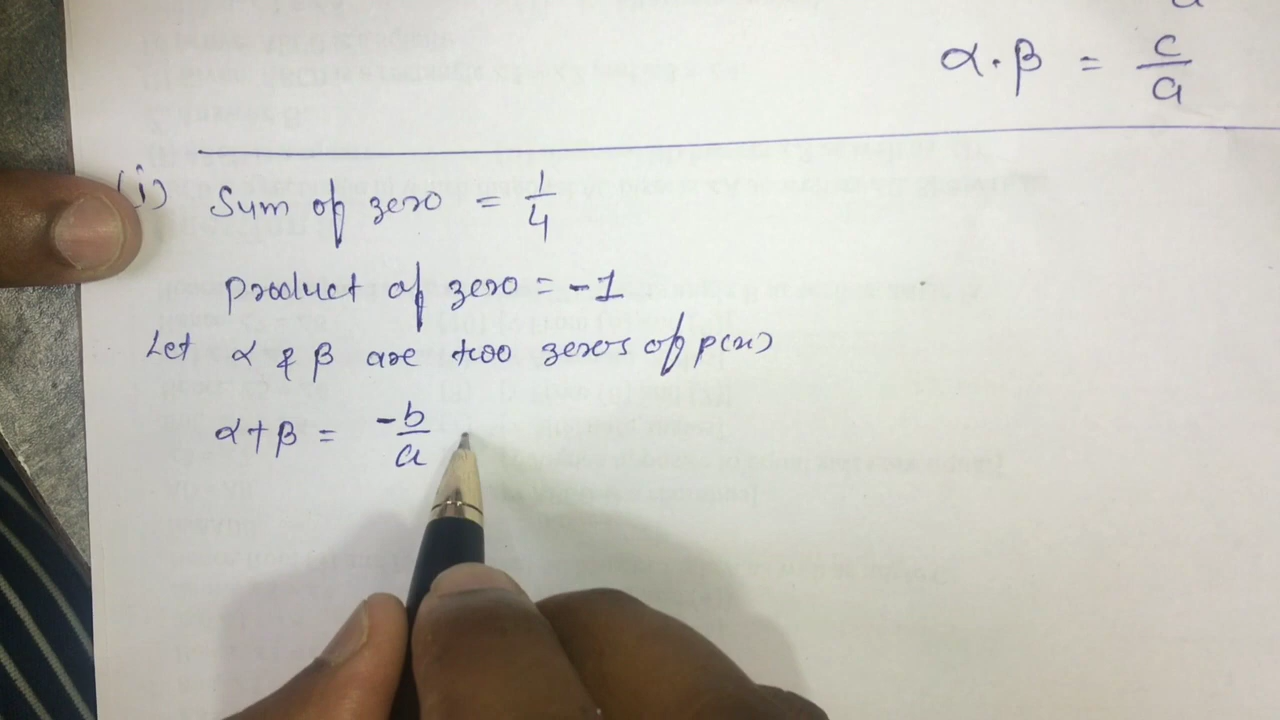 α·β = c/a
(i) Sum of zero = 1/4
product of zero = -1
Let α & β are two zeros of p(x)
α+β = -b/a